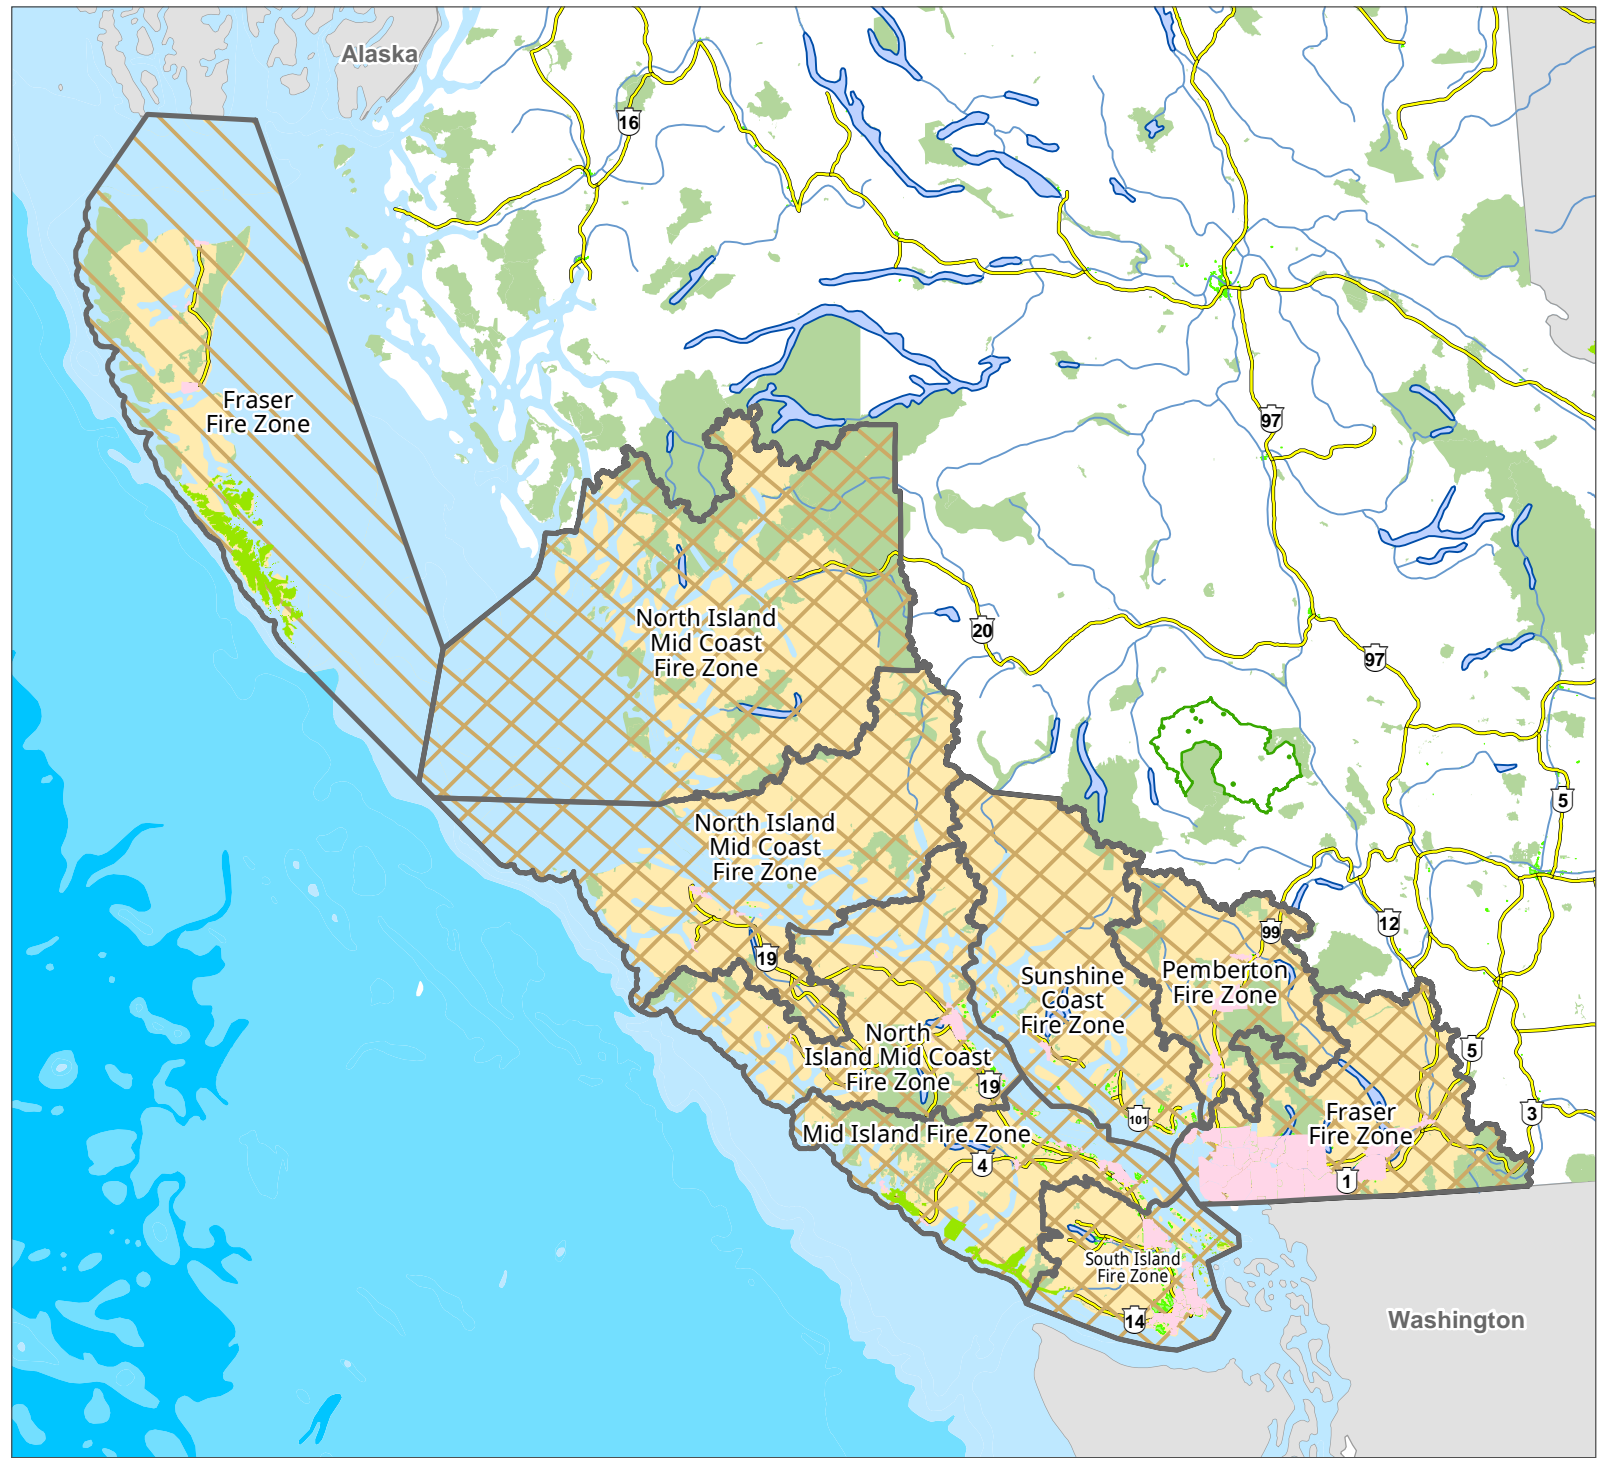 Alaska
16
Fraser
Fire Zone
97
North Island
Mid Coast
Fire Zone
20
97
5
North Island
Mid Coast
Fire Zone
19
99
12
Sunshine
Coast
Fire Zone
Pemberton
Fire Zone
North
Island Mid Coast
Fire Zone
19
5
101
3
Fraser
Fire Zone
Mid Island Fire Zone
4
1
South Island
Fire Zone
14
Washington